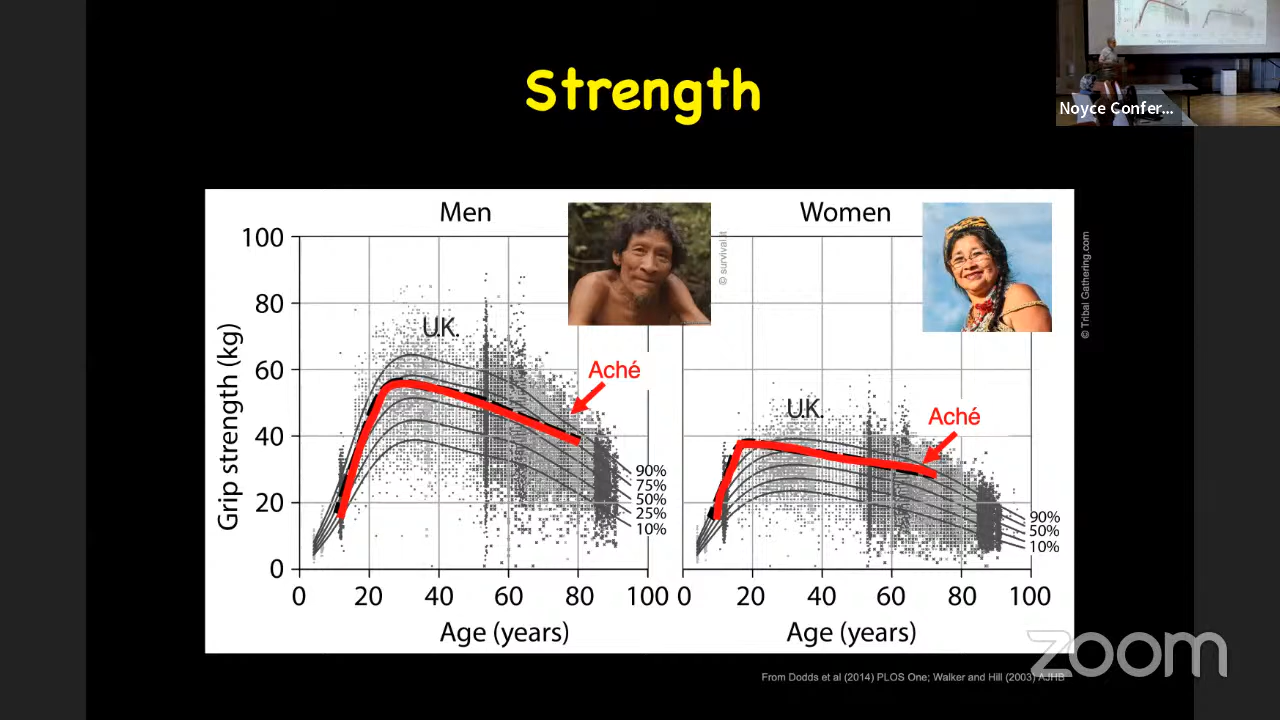 Strength
Noyce Confer...
Men
Women
© survival.it
© Tribal Gathering.com
Grip strength (kg)
100
80
60
40
20
0
U.K.
Aché
90%
75%
50%
25%
10%
0 20 40 60 80 100
Age (years)
U.K.
Aché
90%
50%
10%
0 20 40 60 80 100
Age (years)
zoom
From Dodds et al (2014) PLOS One; Walker and Hill (2003) AJHB